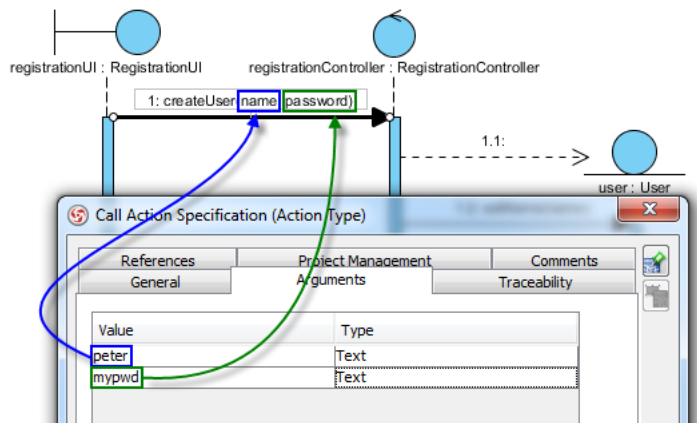 registrationUI : RegistrationUI
registrationController : RegistrationController
1: createUser(name, password)
1.1:
user : User
Call Action Specification (Action Type)
References Project Management Comments
General Arguments Traceability
Value Type
peter Text
mypwd Text